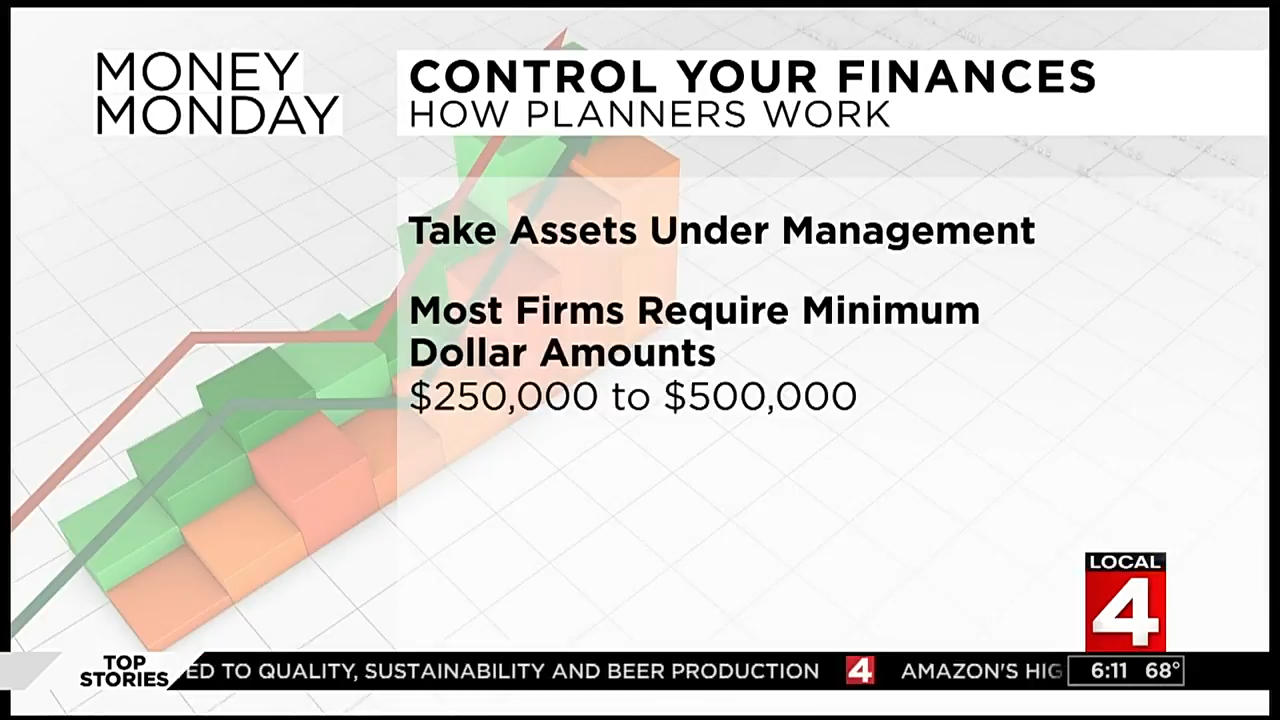 MONEY
MONDAY
CONTROL YOUR FINANCES
HOW PLANNERS WORK
Take Assets Under Management
Most Firms Require Minimum
Dollar Amounts
$250,000 to $500,000
LOCAL
4
TOP
STORIES
ED TO QUALITY, SUSTAINABILITY AND BEER PRODUCTION 4 AMAZON'S HIG
6:11 68°